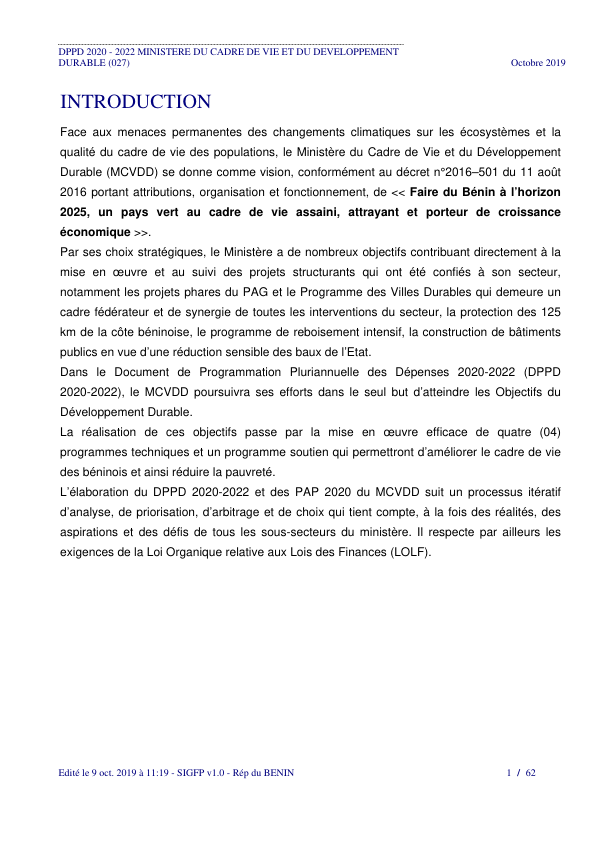 DPPD 2020 - 2022 MINISTERE DU CADRE DE VIE ET DU DEVELOPPEMENT
DURABLE (027) Octobre 2019
INTRODUCTION
Face aux menaces permanentes des changements climatiques sur les écosystèmes et la
qualité du cadre de vie des populations, le Ministère du Cadre de Vie et du Développement
Durable (MCVDD) se donne comme vision, conformément au décret n°2016–501 du 11 août
2016 portant attributions, organisation et fonctionnement, de << Faire du Bénin à l’horizon
2025, un pays vert au cadre de vie assaini, attrayant et porteur de croissance
économique >>.
Par ses choix stratégiques, le Ministère a de nombreux objectifs contribuant directement à la
mise en œuvre et au suivi des projets structurants qui ont été confiés à son secteur,
notamment les projets phares du PAG et le Programme des Villes Durables qui demeure un
cadre fédérateur et de synergie de toutes les interventions du secteur, la protection des 125
km de la côte béninoise, le programme de reboisement intensif, la construction de bâtiments
publics en vue d’une réduction sensible des baux de l’Etat.
Dans le Document de Programmation Pluriannuelle des Dépenses 2020-2022 (DPPD
2020-2022), le MCVDD poursuivra ses efforts dans le seul but d’atteindre les Objectifs du
Développement Durable.
La réalisation de ces objectifs passe par la mise en œuvre efficace de quatre (04)
programmes techniques et un programme soutien qui permettront d’améliorer le cadre de vie
des béninois et ainsi réduire la pauvreté.
L’élaboration du DPPD 2020-2022 et des PAP 2020 du MCVDD suit un processus itératif
d’analyse, de priorisation, d’arbitrage et de choix qui tient compte, à la fois des réalités, des
aspirations et des défis de tous les sous-secteurs du ministère. Il respecte par ailleurs les
exigences de la Loi Organique relative aux Lois des Finances (LOLF).
Edité le 9 oct. 2019 à 11:19 - SIGFP v1.0 - Rép du BENIN 1 / 62